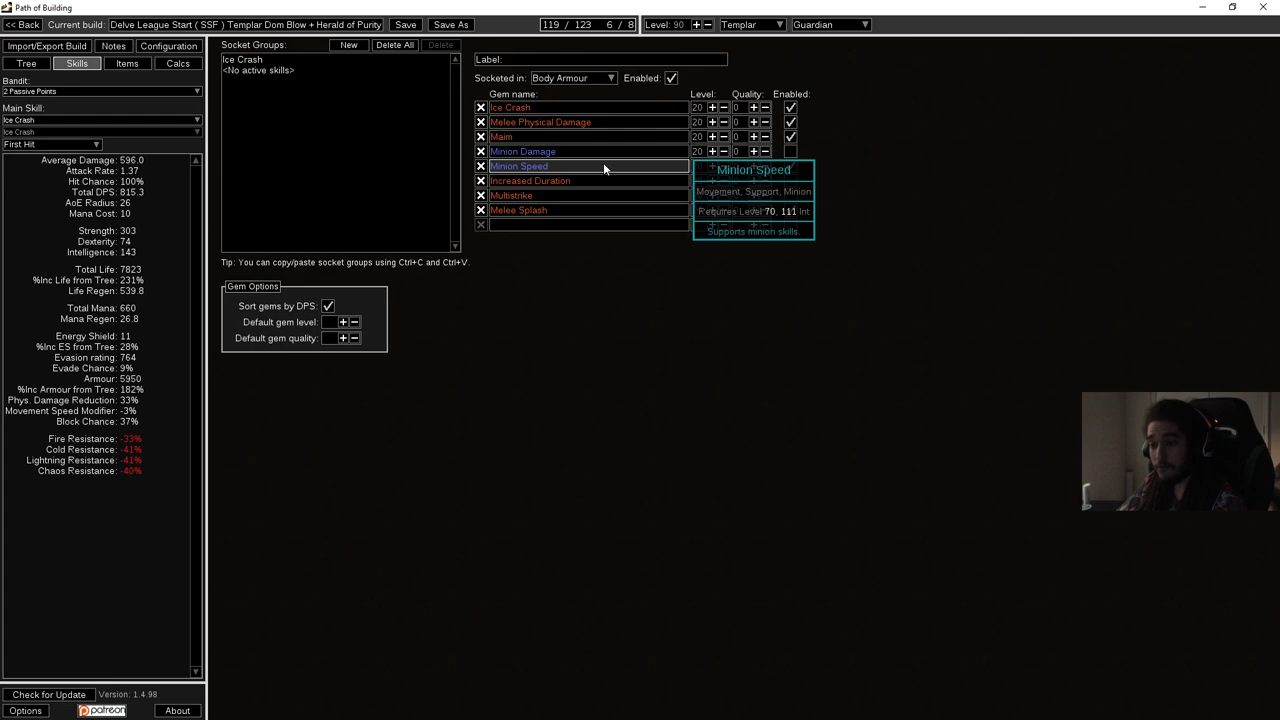 Path of Building
<< Back Current build: Delve League Start ( SSF ) Templar Dom Blow + Herald of Purity Save Save As 119 / 123 6 / 8 Level: 90 + - Templar Guardian
Import/Export Build Notes Configuration
Tree Skills Items Calcs
Bandit:
2 Passive Points
Main Skill:
Ice Crash
Ice Crash
First Hit
Average Damage: 596.0
Attack Rate: 1.37
Hit Chance: 100%
Total DPS: 815.3
AoE Radius: 26
Mana Cost: 10
Strength: 303
Dexterity: 74
Intelligence: 143
Total Life: 7823
%Inc Life from Tree: 231%
Life Regen: 539.8
Total Mana: 660
Mana Regen: 26.8
Energy Shield: 11
%Inc ES from Tree: 28%
Evasion rating: 764
Evade Chance: 9%
Armour: 5950
%Inc Armour from Tree: 182%
Phys. Damage Reduction: 33%
Movement Speed Modifier: -3%
Block Chance: 37%
Fire Resistance: -33%
Cold Resistance: -41%
Lightning Resistance: -41%
Chaos Resistance: -40%
Check for Update Version: 1.4.98
Options patreon About
Socket Groups: New Delete All Delete
Ice Crash
<No active skills>
Tip: You can copy/paste socket groups using Ctrl+C and Ctrl+V.
Gem Options
Sort gems by DPS:
Default gem level: + -
Default gem quality: + -
Label:
Socketed in: Body Armour Enabled:
Gem name: Level: Quality: Enabled:
Ice Crash 20 + - 0 + -
Melee Physical Damage 20 + - 0 + -
Maim 20 + - 0 + -
Minion Damage 20 + - 0 + -
Minion Speed
Increased Duration
Multistrike
Melee Splash
Minion Speed
Movement, Support, Minion
Requires Level 70, 111 Int
Supports minion skills.